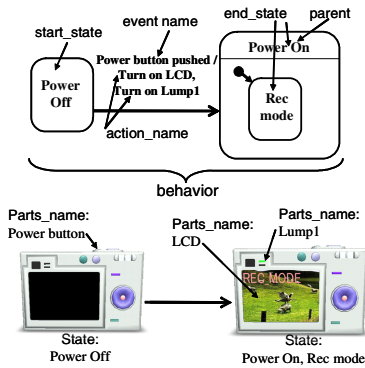 event name
end_state
parent
start_state
Power On
Power button pushed /
Turn on LCD,
Turn on Lump1
Power
Off
Rec
mode
action_name
behavior
Parts_name:
Power button
Parts_name:
LCD
Parts_name:
Lump1
REC MODE
State:
Power Off
State:
Power On, Rec mode